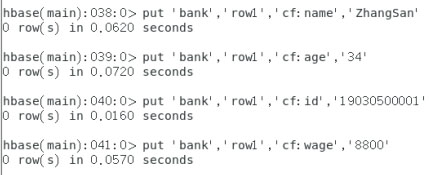 hbase(main):038:0> put 'bank','row1','cf:name','ZhangSan'
0 row(s) in 0.0620 seconds
hbase(main):039:0> put 'bank','row1','cf:age','34'
0 row(s) in 0.0720 seconds
hbase(main):040:0> put 'bank','row1','cf:id','19030500001'
0 row(s) in 0.0160 seconds
hbase(main):041:0> put 'bank','row1','cf:wage','8800'
0 row(s) in 0.0570 seconds